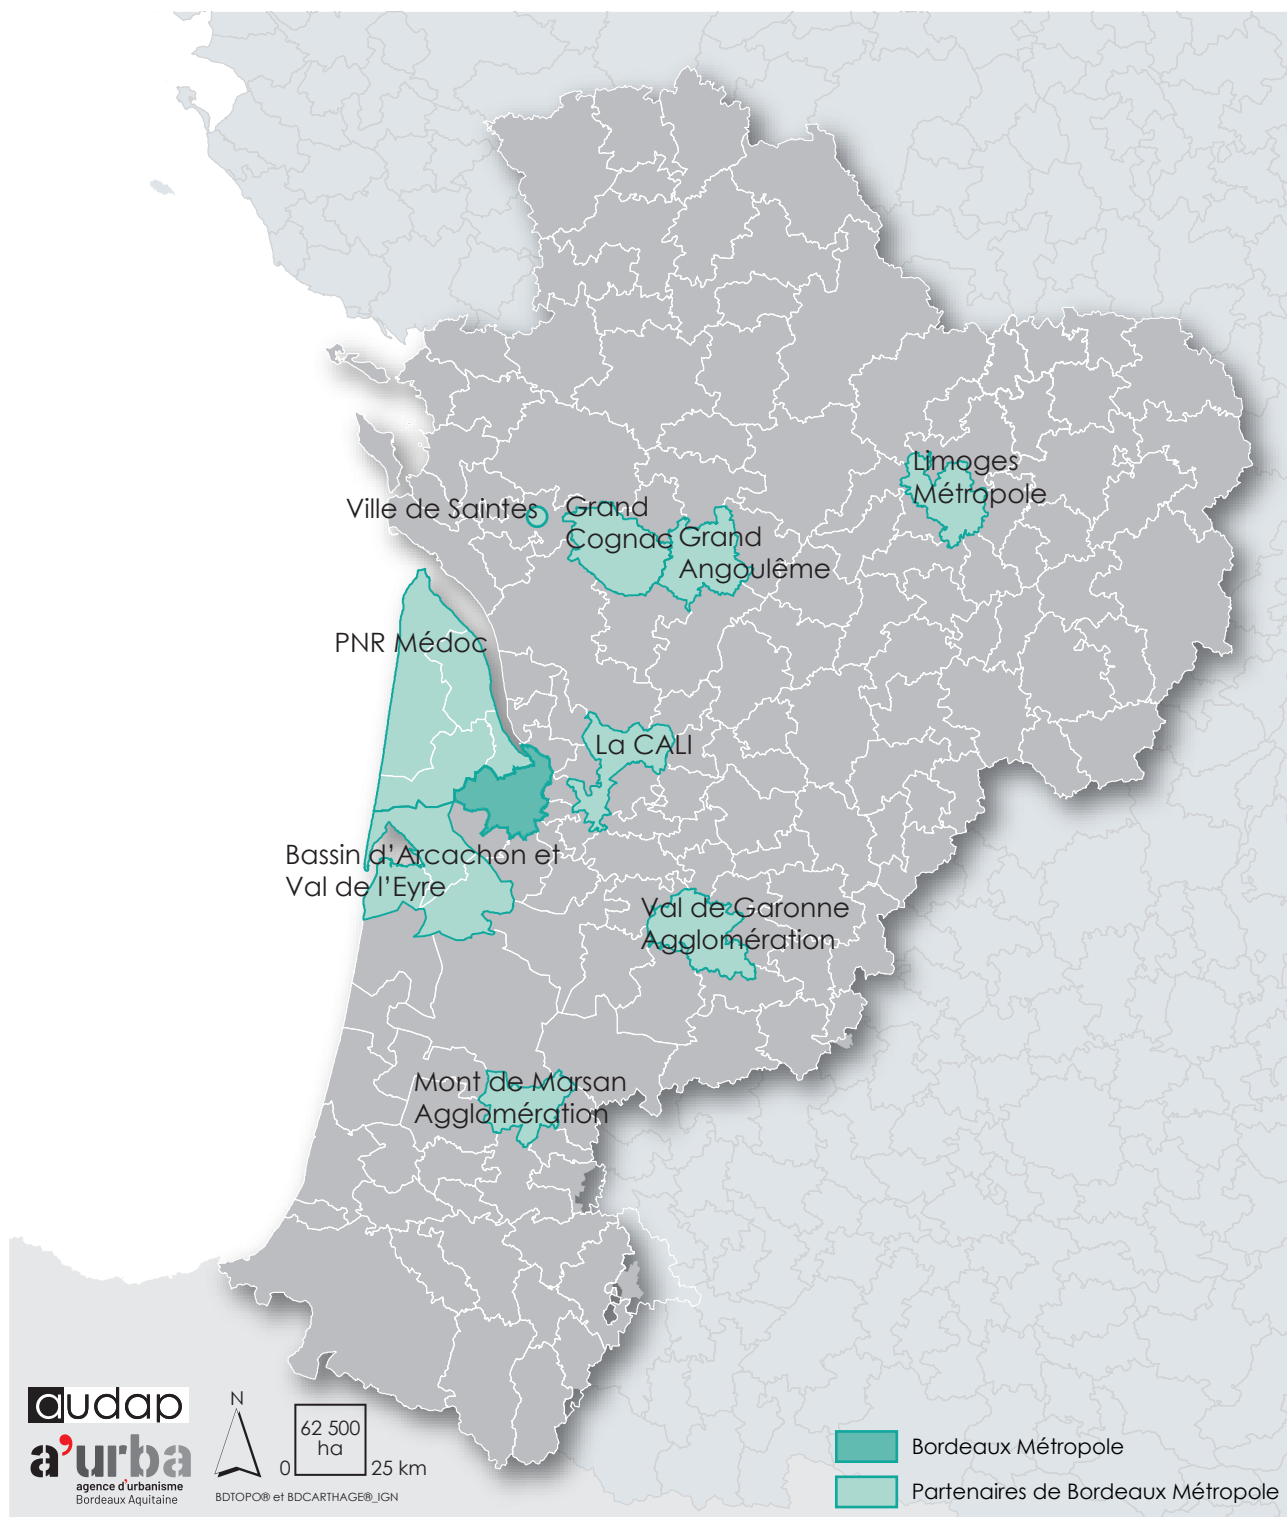 Limoges
Métropole
Ville de Saintes
Grand
Cognac
Grand
Angoulême
PNR Médoc
La CALI
Bassin d'Arcachon et
Val de l'Eyre
Val de Garonne
Agglomération
Mont de Marsan
Agglomération
audap
a'urba
agence d'urbanisme
Bordeaux Aquitaine
N
62 500
ha
0
25 km
BDTOPO® et BDCARTHAGE®_IGN
Bordeaux Métropole
Partenaires de Bordeaux Métropole